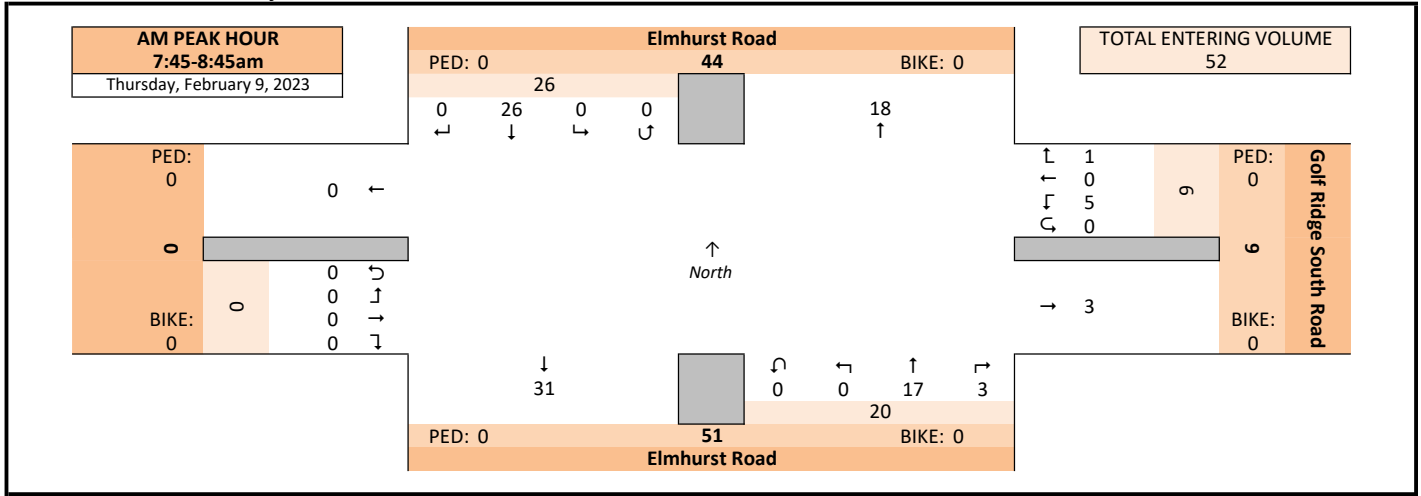 AM PEAK HOUR
7:45-8:45am
Thursday, February 9, 2023
Elmhurst Road
PED: 0 44 BIKE: 0
26
0 26 0 0
↵ ↓ ↳ ↺
18
↑
TOTAL ENTERING VOLUME
52
PED:
0
0 ←
0
0
BIKE:
0
0 ⮌
0 ⮥
0 →
0 ⮧
↑
North
↰ 1
← 0
↲ 5
⮎ 0
6
PED:
0
9
→ 3
BIKE:
0
Golf Ridge South Road
↓
31
⮏ ↰ ↑ ↱
0 0 17 3
20
PED: 0 51 BIKE: 0
Elmhurst Road